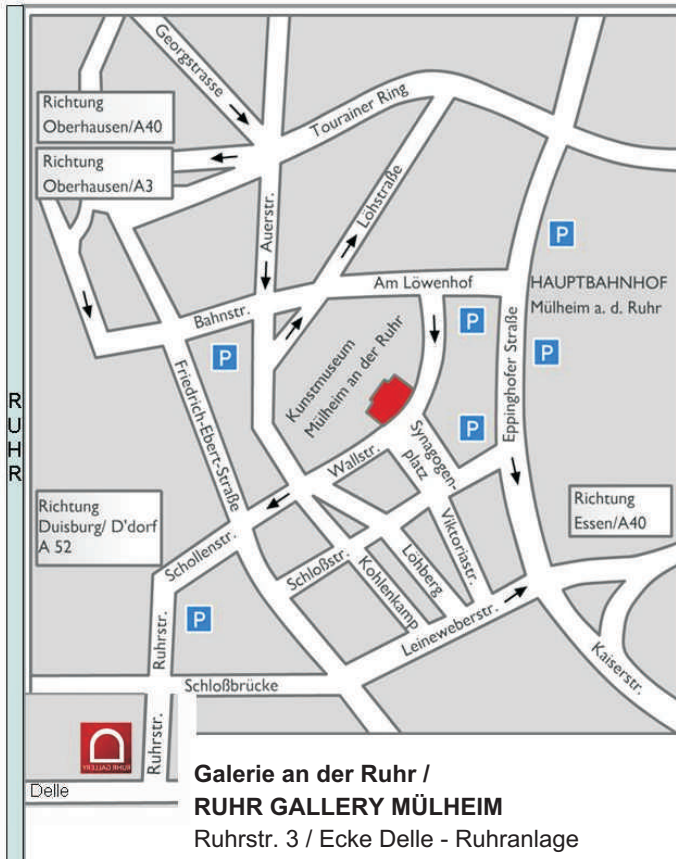 Georgstrasse
Richtung
Oberhausen/A40
Tourainer Ring
Richtung
Oberhausen/A3
Löhstraße
Auerstr.
P
Am Löwenhof
HAUPTBAHNHOF
Mülheim a. d. Ruhr
Bahnstr.
P
P
P
Kunstmuseum
Mülheim an der Ruhr
Eppinghofer Straße
Friedrich-Ebert-Straße
RUHR
P
Synagogen-
platz
Wallstr.
Richtung
Duisburg/ D'dorf
A 52
Richtung
Essen/A40
Viktoriastr.
Schollenstr.
Schloßstr.
Löhberg
Kohlenkamp
P
Ruhrstr.
Leineweberstr.
Kaiserstr.
Schloßbrücke
Ruhrstr.
RUHR GALLERY
Delle
Galerie an der Ruhr /
RUHR GALLERY MÜLHEIM
Ruhrstr. 3 / Ecke Delle - Ruhranlage